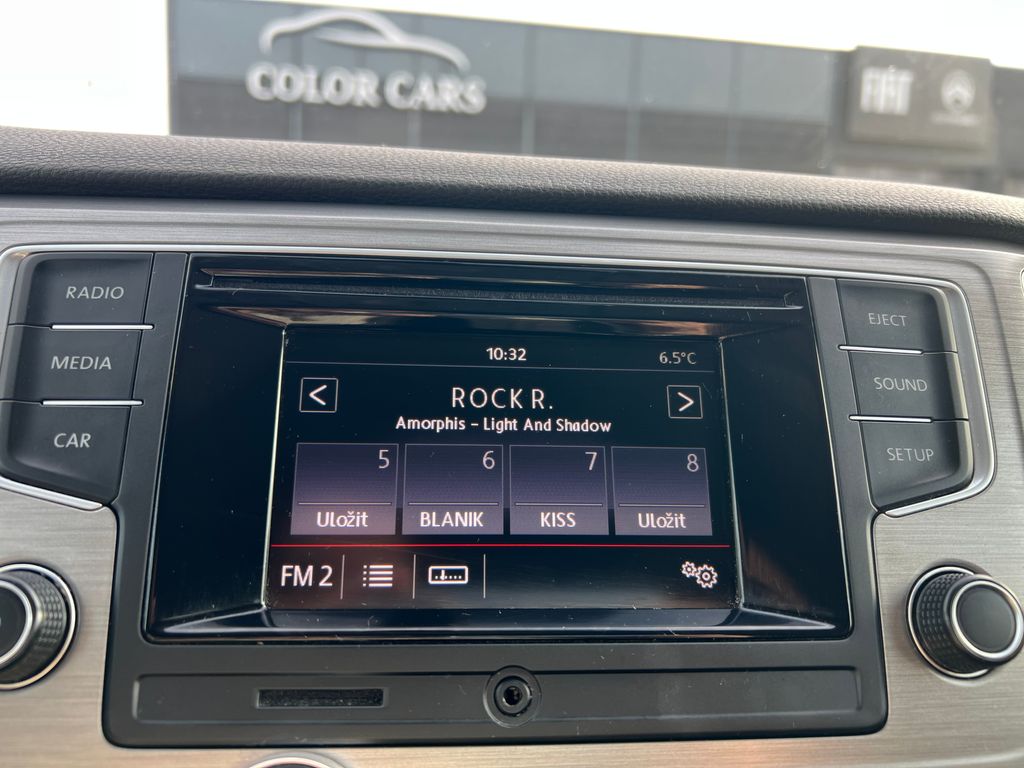 COLOR CARS
FIAT
RADIO
MEDIA
CAR
EJECT
SOUND
SETUP
10:32
6.5°C
<
ROCK R.
>
Amorphis - Light And Shadow
5
6
7
8
Uložit
BLANIK
KISS
Uložit
FM 2